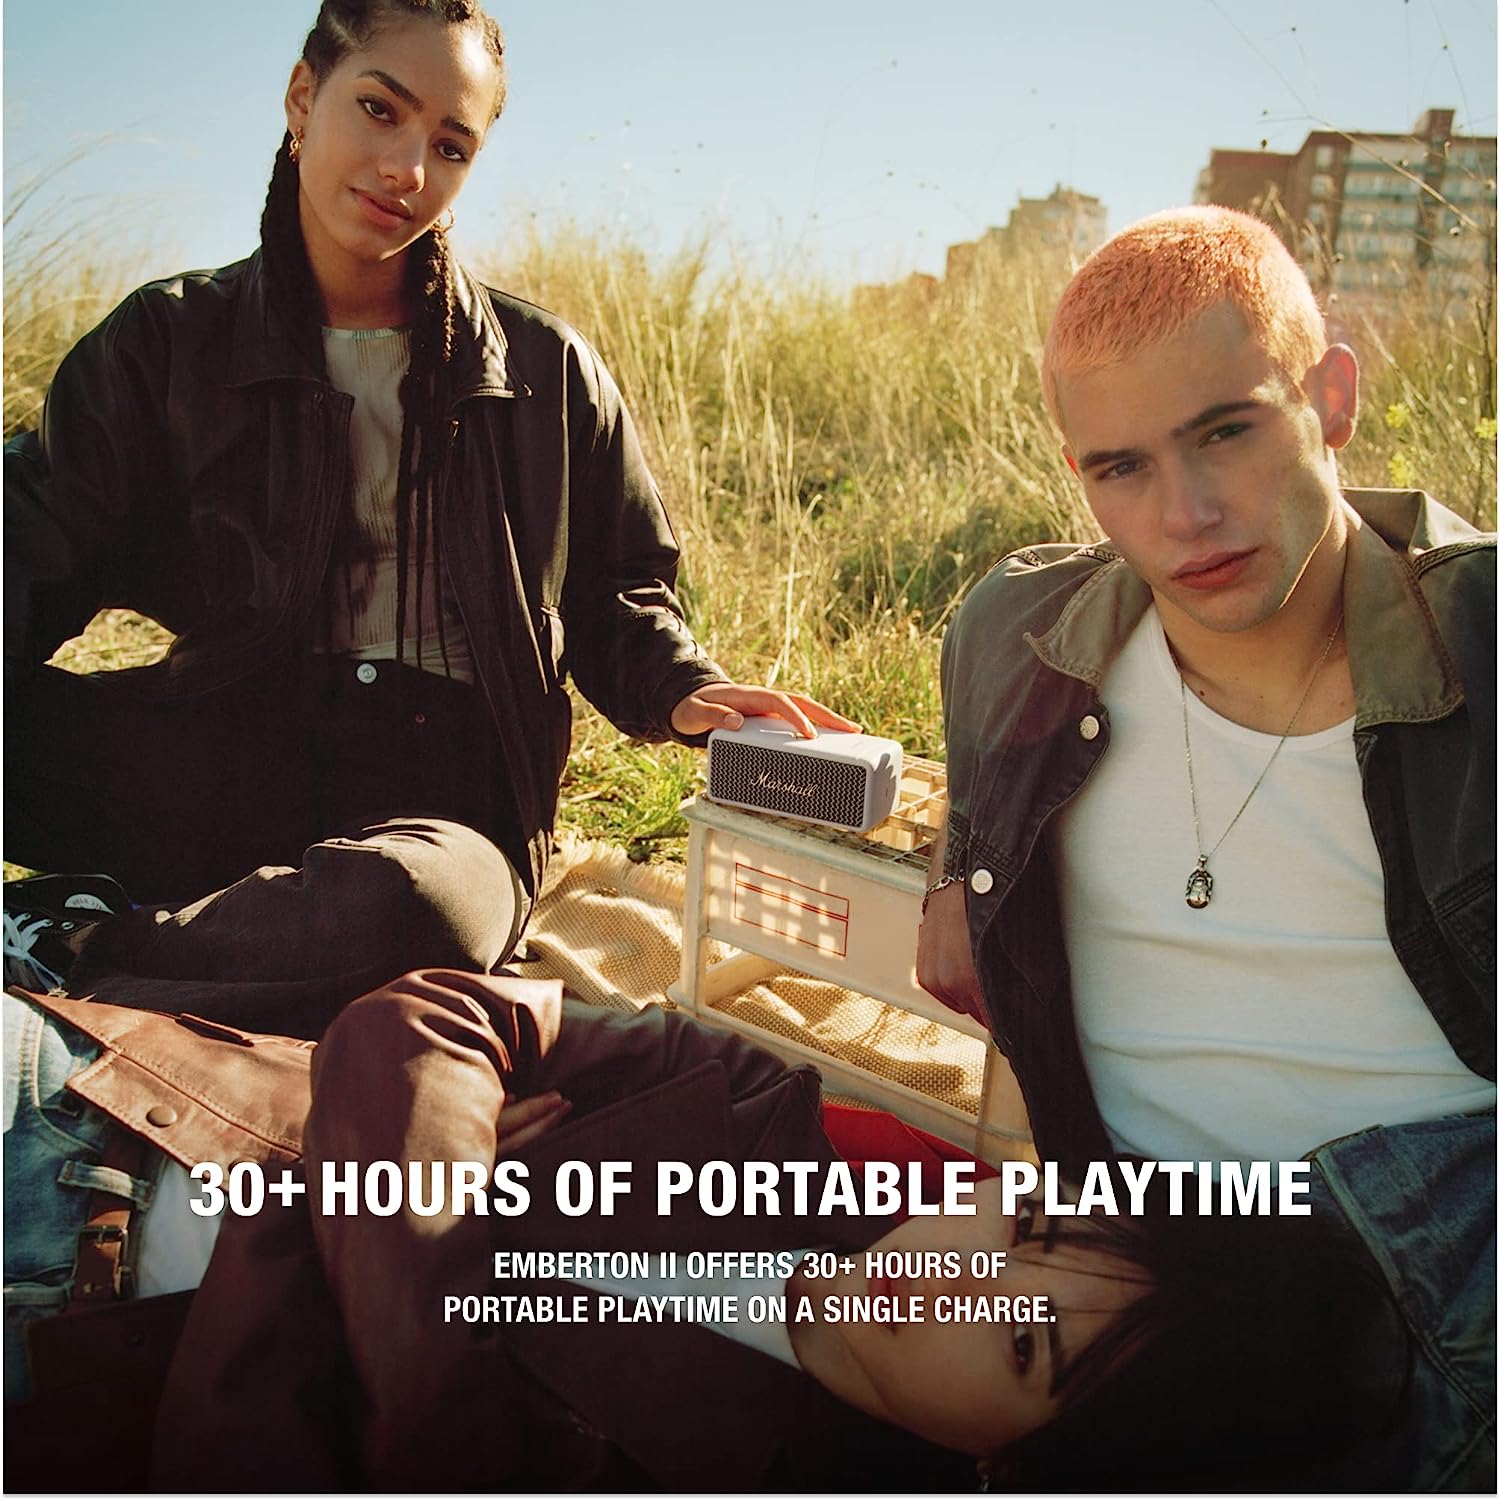 Marshall
30+ HOURS OF PORTABLE PLAYTIME
EMBERTON II OFFERS 30+ HOURS OF
PORTABLE PLAYTIME ON A SINGLE CHARGE.